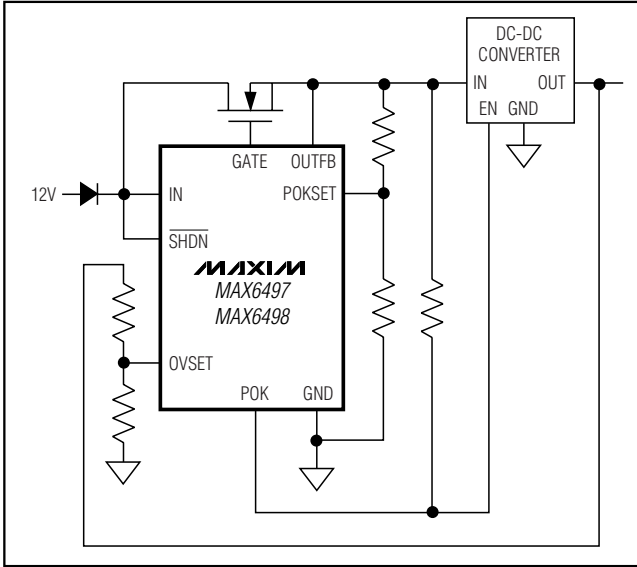 DC-DC
CONVERTER
IN OUT
EN GND
GATE OUTFB
POKSET
12V
IN
SHDN
MAXIM
MAX6497
MAX6498
OVSET
POK GND